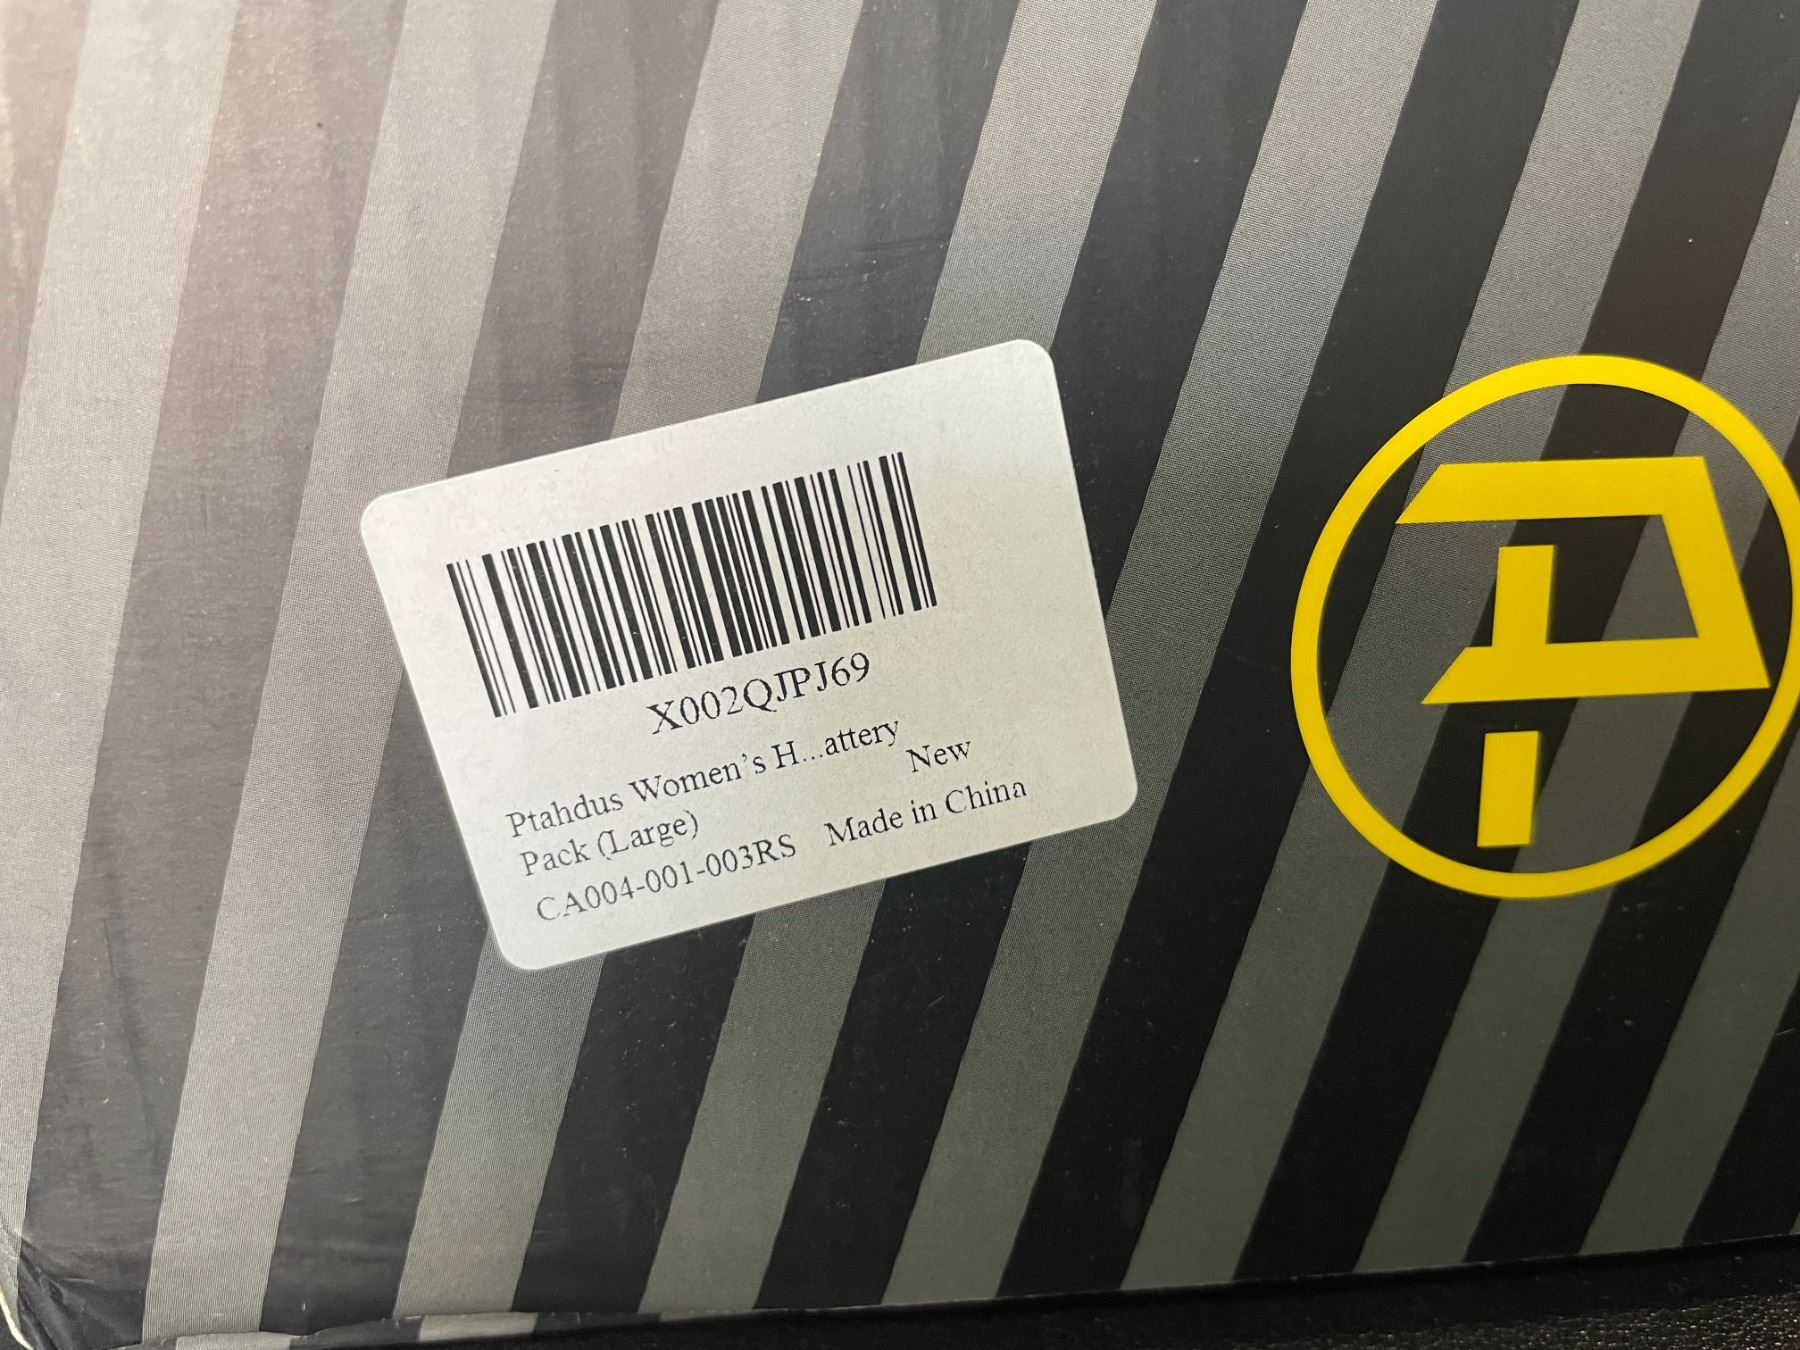 X002QJPJ69
Ptahdus Women's H...attery
Pack (Large)
New
CA004-001-003RS Made in China